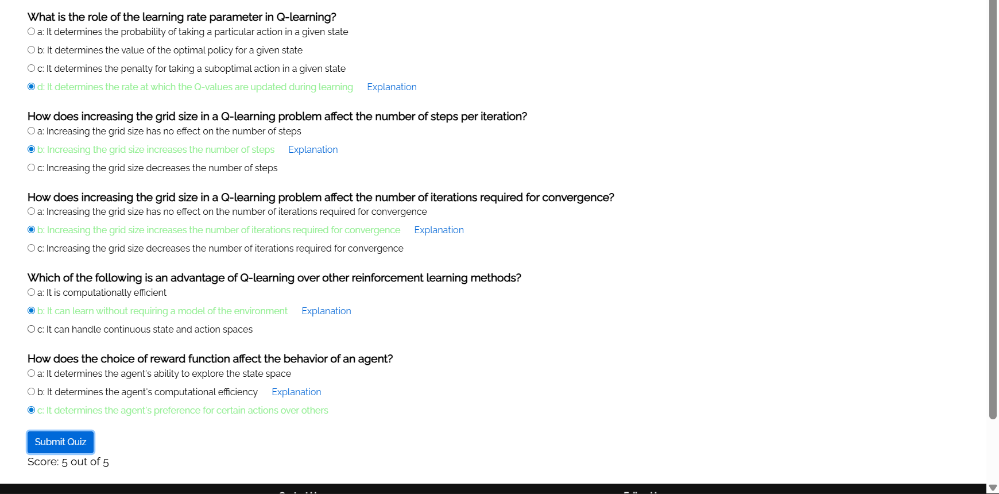 What is the role of the learning rate parameter in Q-learning?
a: It determines the probability of taking a particular action in a given state
b: It determines the value of the optimal policy for a given state
c: It determines the penalty for taking a suboptimal action in a given state
d: It determines the rate at which the Q-values are updated during learning Explanation
How does increasing the grid size in a Q-learning problem affect the number of steps per iteration?
a: Increasing the grid size has no effect on the number of steps
b: Increasing the grid size increases the number of steps Explanation
c: Increasing the grid size decreases the number of steps
How does increasing the grid size in a Q-learning problem affect the number of iterations required for convergence?
a: Increasing the grid size has no effect on the number of iterations required for convergence
b: Increasing the grid size increases the number of iterations required for convergence Explanation
c: Increasing the grid size decreases the number of iterations required for convergence
Which of the following is an advantage of Q-learning over other reinforcement learning methods?
a: It is computationally efficient
b: It can learn without requiring a model of the environment Explanation
c: It can handle continuous state and action spaces
How does the choice of reward function affect the behavior of an agent?
a: It determines the agent's ability to explore the state space
b: It determines the agent's computational efficiency Explanation
c: It determines the agent's preference for certain actions over others
Submit Quiz
Score: 5 out of 5